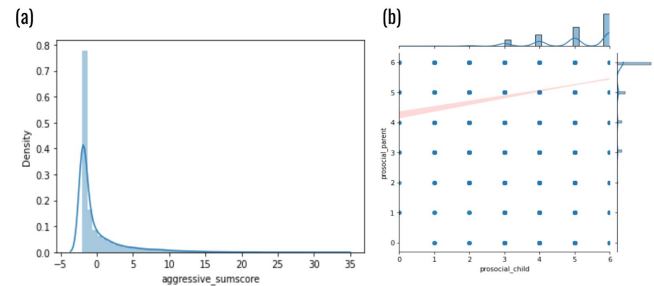 (a)
0.8
0.7
0.6
0.5
0.4
0.3
0.2
0.1
0.0
Density
-5 0 5 10 15 20 25 30 35
aggressive_sumscore
(b)
6
5
4
3
2
1
0
prosocial_parent
0 1 2 3 4 5 6
prosocial_child